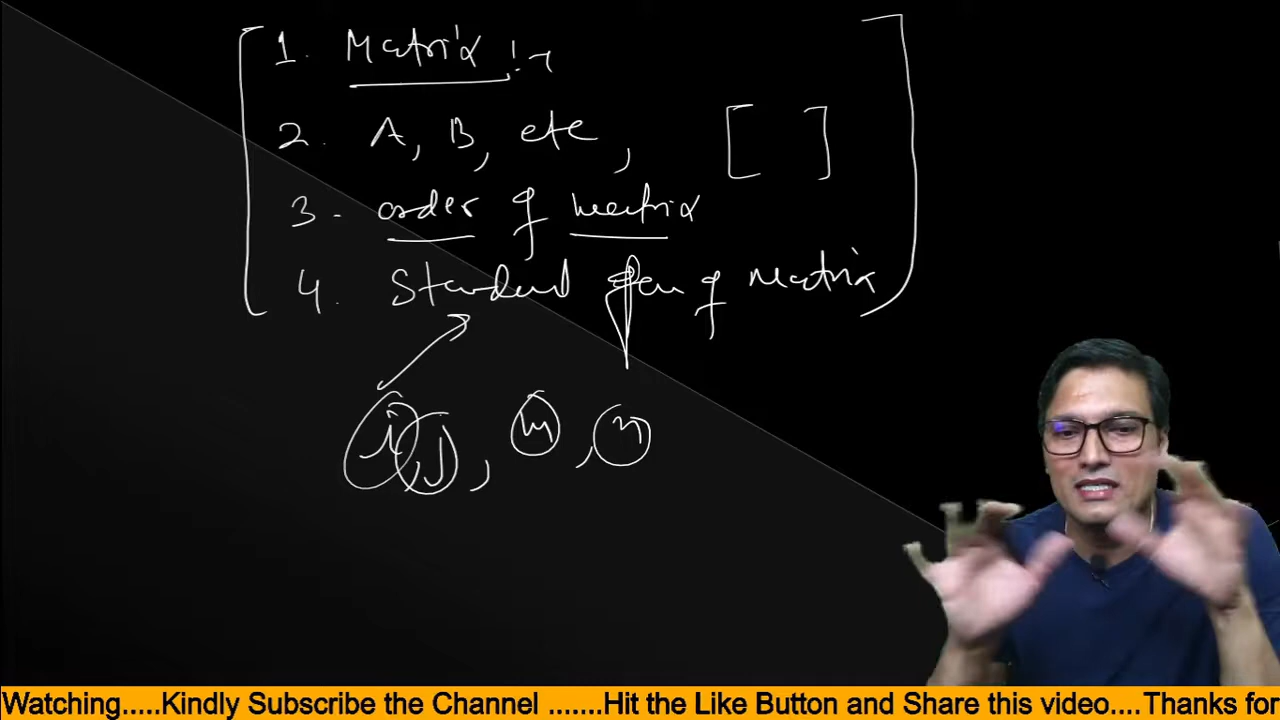 1. Matrix :-
2. A, B, etc, [ ]
3. order of matrix
4. Standard form of Matrix
i j, m, n
Watching.....Kindly Subscribe the Channel .......Hit the Like Button and Share this video....Thanks for